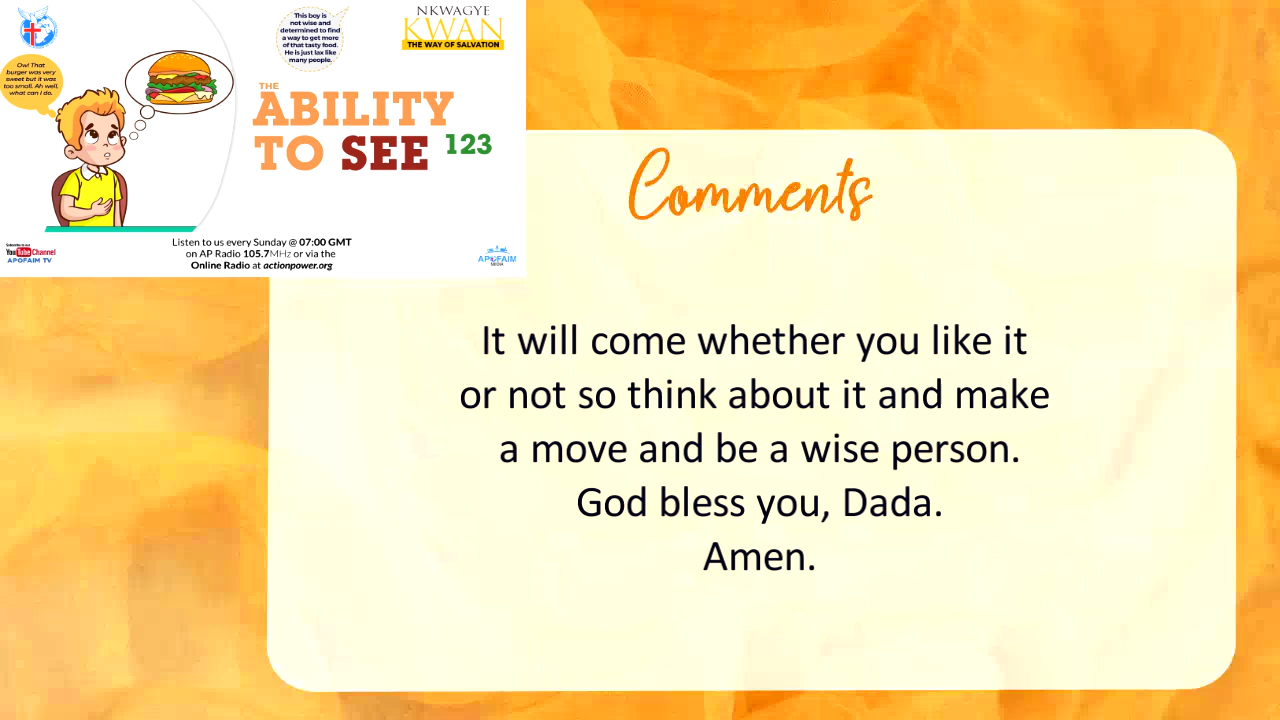 This boy is
not wise and
determined to find
a way to get more
of that tasty food.
He is just lax like
many people.
NKWAGYE
KWAN
THE WAY OF SALVATION
Ow! That
burger was very
sweet but it was
too small. Ah well,
what can I do.
THE
ABILITY
TO SEE 123
Listen to us every Sunday @ 07:00 GMT
on AP Radio 105.7MHz or via the
Online Radio at actionpower.org
Subscribe to our
YouTube Channel
APOFAIM TV
APOFAIM
MEDIA
Comments
It will come whether you like it
or not so think about it and make
a move and be a wise person.
God bless you, Dada.
Amen.